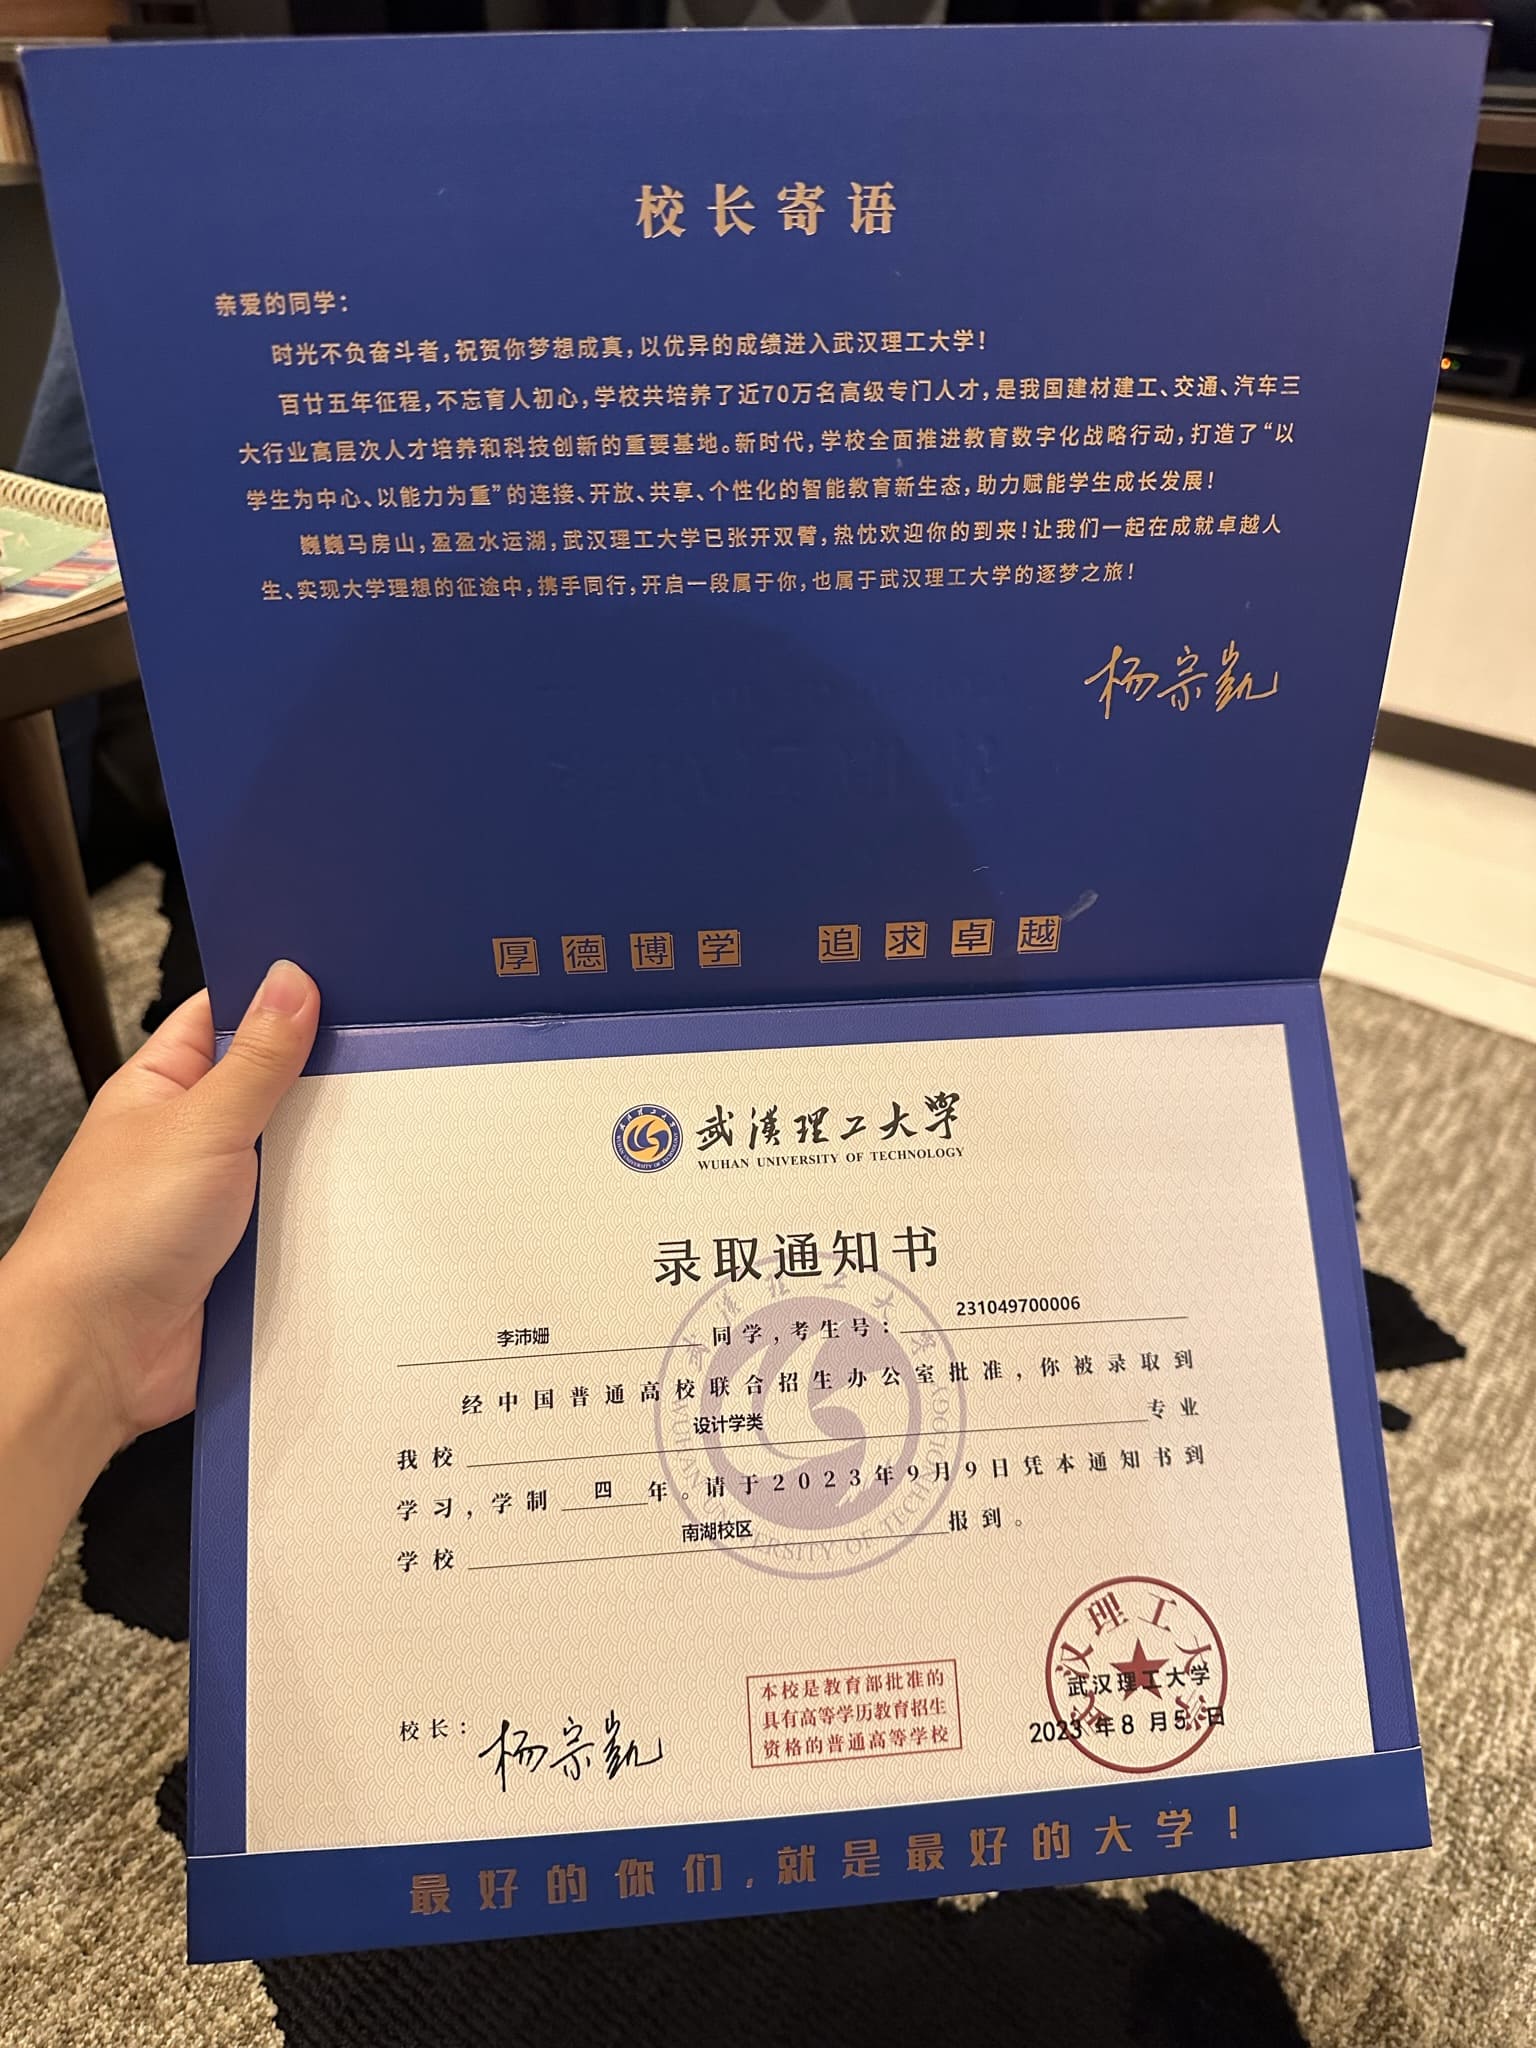 校长寄语
亲爱的同学：
时光不负奋斗者，祝贺你梦想成真，以优异的成绩进入武汉理工大学！
百廿五年征程，不忘育人初心，学校共培养了近70万名高级专门人才，是我国建材建工、交通、汽车三
大行业高层次人才培养和科技创新的重要基地。新时代，学校全面推进教育数字化战略行动，打造了“以
学生为中心、以能力为重”的连接、开放、共享、个性化的智能教育新生态，助力赋能学生成长发展！
巍巍马房山，盈盈水运湖，武汉理工大学已张开双臂，热忱欢迎你的到来！让我们一起在成就卓越人
生、实现大学理想的征途中，携手同行，开启一段属于你，也属于武汉理工大学的逐梦之旅！
杨宗凯
厚德博学 追求卓越
武汉理工大学
WUHAN UNIVERSITY OF TECHNOLOGY
录取通知书
李沛姗 同学，考生号：231049700006
经中国普通高校联合招生办公室批准，你被录取到
我校 设计学类 专业
学习，学制 四 年。请于2023年9月9日凭本通知书到
学校 南湖校区 报到。
校长：杨宗凯
本校是教育部批准的
具有高等学历教育招生
资格的普通高等学校
武汉理工大学
武汉理工大学
2023年8月5日
最好的你们，就是最好的大学！